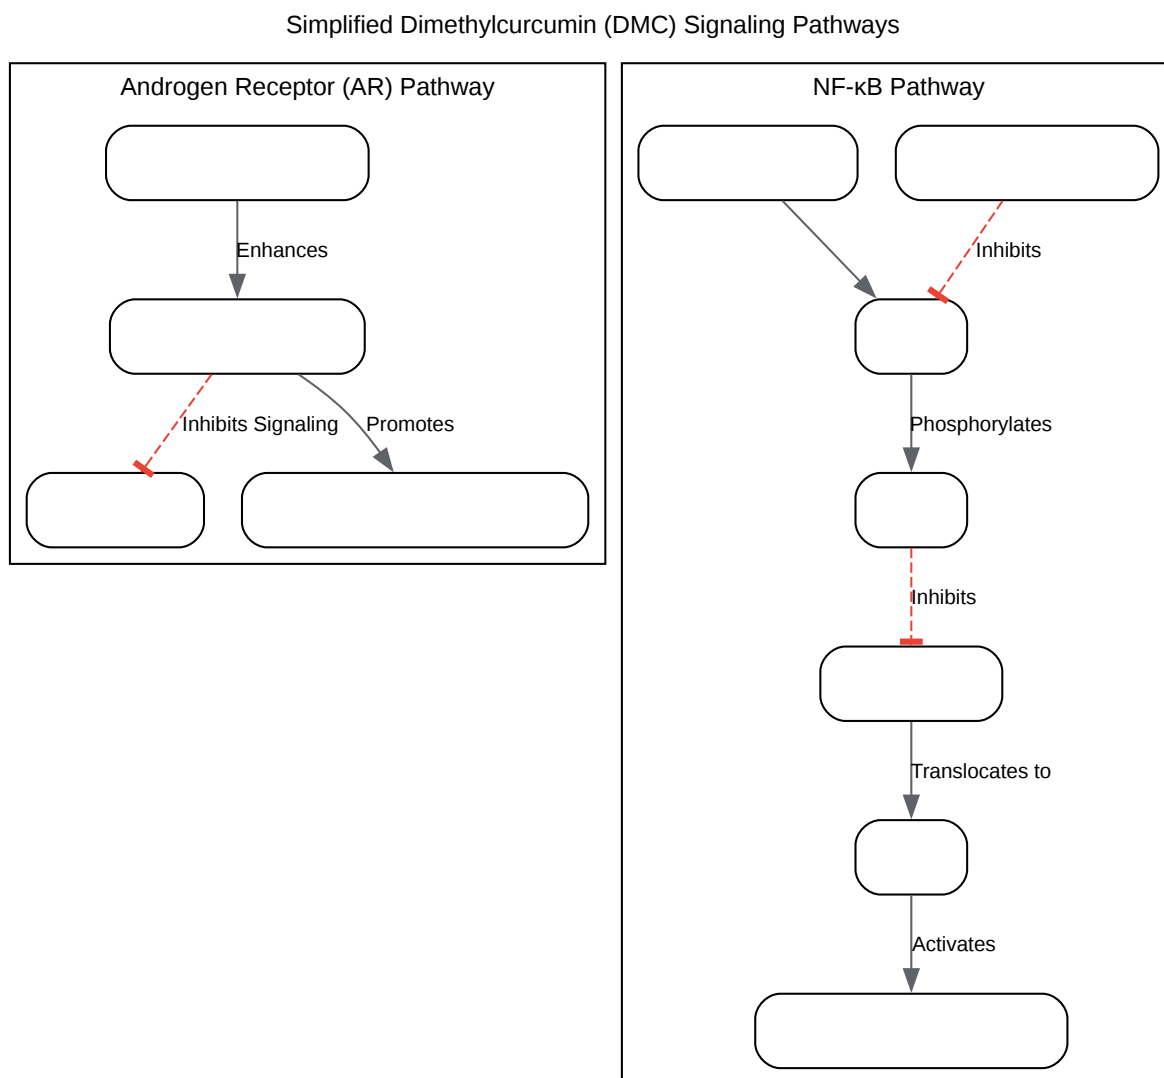 Simplified Dimethylcurcumin (DMC) Signaling Pathways
Androgen Receptor (AR) Pathway
Enhances
Inhibits Signaling
Promotes
NF-κB Pathway
Inhibits
Phosphorylates
Inhibits
Translocates to
Activates